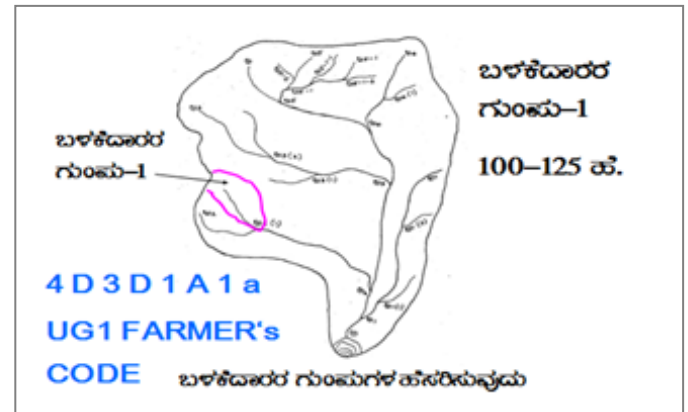 ಬಳಕೆದಾರರ
ಗುಂಪು–1
100–125 ಹೆ.
ಬಳಕೆದಾರರ
ಗುಂಪು–1
4 D 3 D 1 A 1 a
UG1 FARMER's
CODE
ಬಳಕೆದಾರರ ಗುಂಪುಗಳ ಹೆಸರಿಸುವುದು